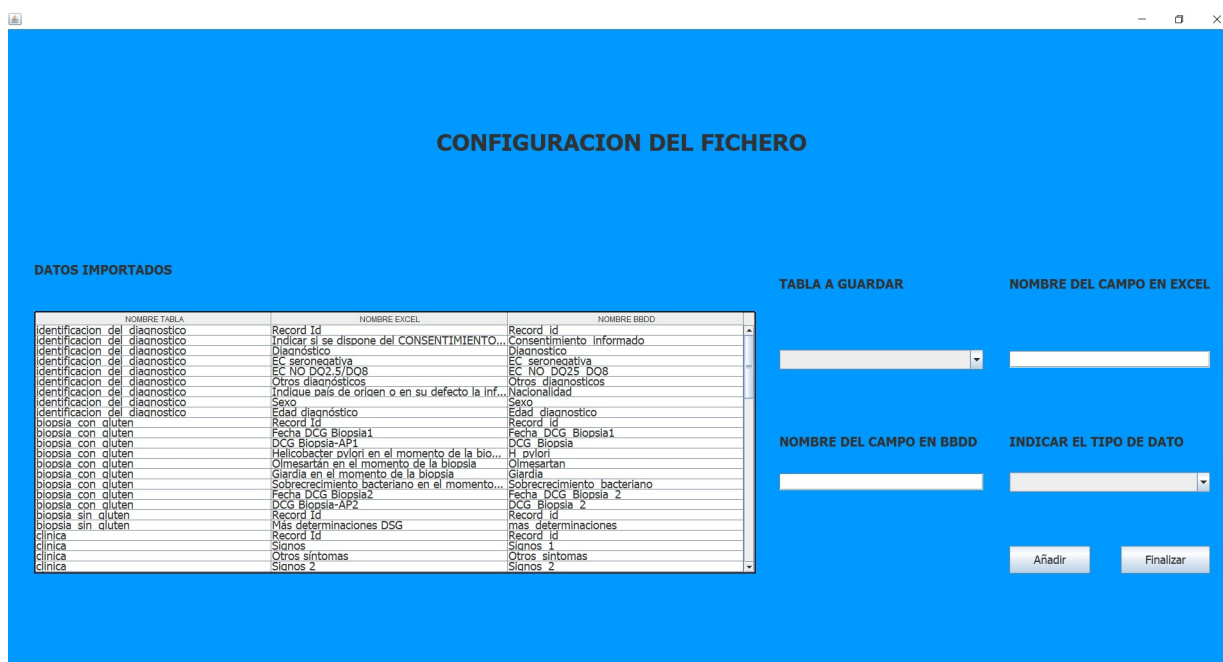 CONFIGURACION DEL FICHERO
DATOS IMPORTADOS
NOMBRE TABLA NOMBRE EXCEL NOMBRE BBDD
identificacion_del_diagnostico Record Id Record_id
identificacion_del_diagnostico Indicar si se dispone del CONSENTIMIENTO... Consentimiento_informado
identificacion_del_diagnostico Diagnóstico Diagnostico
identificacion_del_diagnostico EC seronegativa EC_seronegativa
identificacion_del_diagnostico EC NO DQ2.5/DQ8 EC_NO_DQ25_DQ8
identificacion_del_diagnostico Otros diagnósticos Otros_diagnosticos
identificacion_del_diagnostico Indique país de origen o en su defecto la inf... Nacionalidad
identificacion_del_diagnostico Sexo Sexo
identificacion_del_diagnostico Edad diagnóstico Edad_diagnostico
biopsia_con_gluten Record Id Record_id
biopsia_con_gluten Fecha DCG Biopsia1 Fecha_DCG_Biopsia1
biopsia_con_gluten DCG Biopsia-AP1 DCG_Biopsia
biopsia_con_gluten Helicobacter pylori en el momento de la bio... H_pylori
biopsia_con_gluten Olmesartán en el momento de la biopsia Olmesartan
biopsia_con_gluten Giardia en el momento de la biopsia Giardia
biopsia_con_gluten Sobrecrecimiento bacteriano en el momento... Sobrecrecimiento_bacteriano
biopsia_con_gluten Fecha DCG Biopsia2 Fecha_DCG_Biopsia_2
biopsia_con_gluten DCG Biopsia-AP2 DCG_Biopsia_2
biopsia_sin_gluten Record Id Record_id
biopsia_sin_gluten Más determinaciones DSG mas_determinaciones
clinica Record Id Record_id
clinica Signos Signos_1
clinica Otros síntomas Otros_sintomas
clinica Signos 2 Signos_2
TABLA A GUARDAR
NOMBRE DEL CAMPO EN EXCEL
NOMBRE DEL CAMPO EN BBDD
INDICAR EL TIPO DE DATO
Añadir
Finalizar